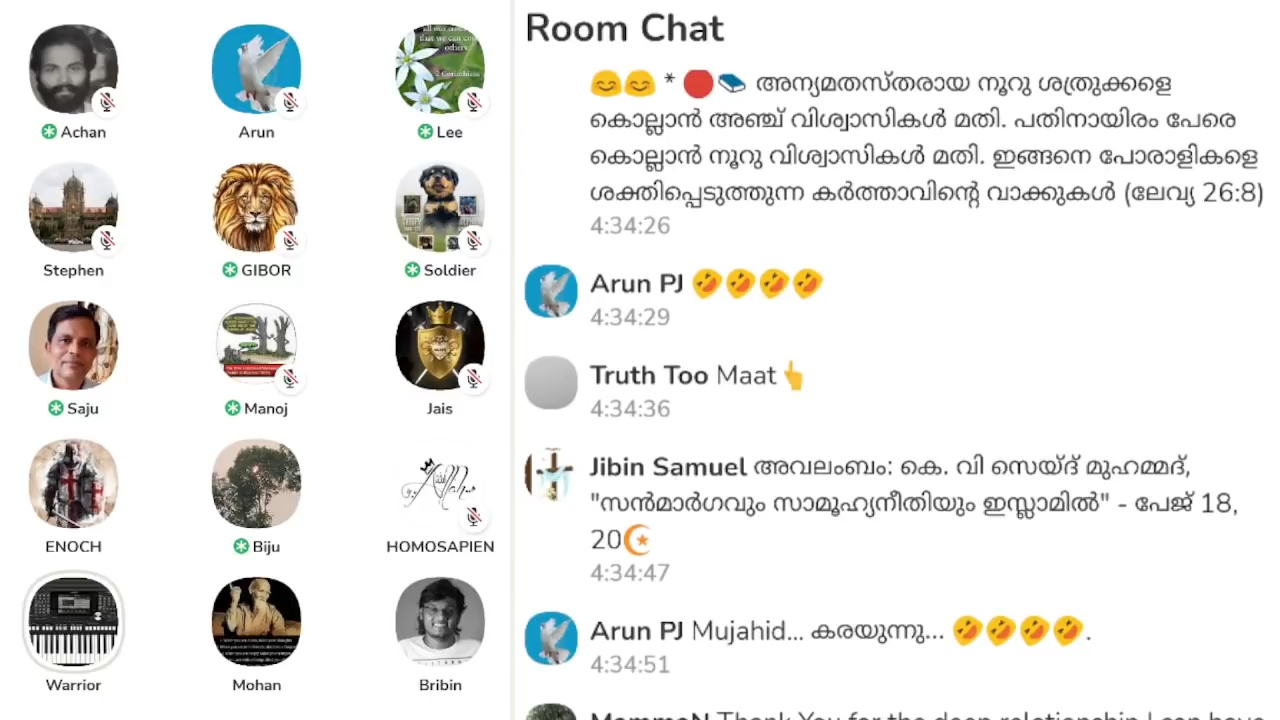 Achan
Arun
Lee
Stephen
GIBOR
Soldier
Saju
Manoj
Jais
ENOCH
Biju
HOMOSAPIEN
Warrior
Mohan
Bribin
Room Chat
😊😊 * 🔴📘 അന്യമതസ്തരായ നൂറു ശത്രുക്കളെ
കൊല്ലാൻ അഞ്ച് വിശ്വാസികൾ മതി. പതിനായിരം പേരെ
കൊല്ലാൻ നൂറു വിശ്വാസികൾ മതി. ഇങ്ങനെ പോരാളികളെ
ശക്തിപ്പെടുത്തുന്ന കർത്താവിന്റെ വാക്കുകൾ (ലേവ്യ 26:8)
4:34:26
Arun PJ 🤣🤣🤣🤣
4:34:29
Truth Too Maat👆
4:34:36
Jibin Samuel അവലംബം: കെ. വി സെയ്ദ് മുഹമ്മദ്,
"സൻമാർഗവും സാമൂഹ്യനീതിയും ഇസ്ലാമിൽ" - പേജ് 18,
20☪
4:34:47
Arun PJ Mujahid... കരയുന്നു... 🤣🤣🤣🤣.
4:34:51
MammeN Thank You for the deep relationship I can have